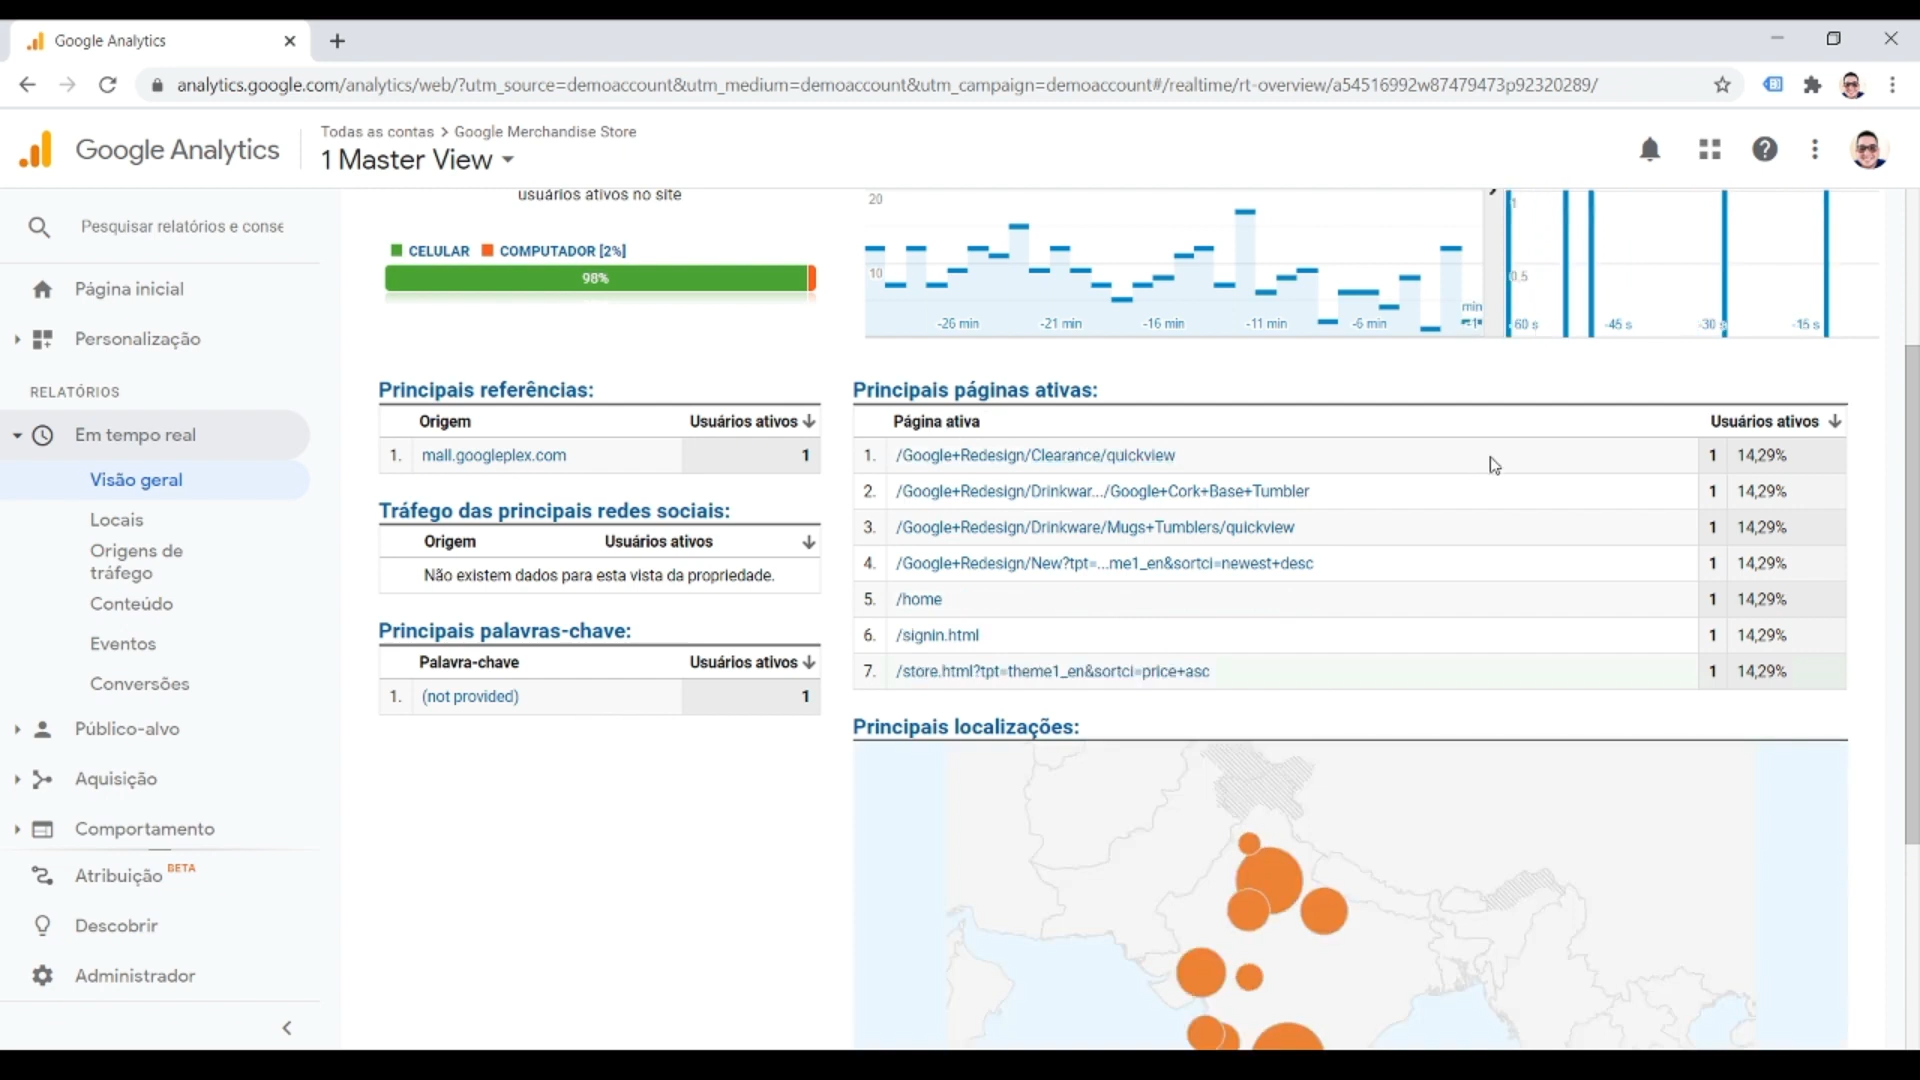 Google Analytics
analytics.google.com/analytics/web/?utm_source=demoaccount&utm_medium=demoaccount&utm_campaign=demoaccount#/realtime/rt-overview/a54516992w87479473p92320289/
Google Analytics
Todas as contas > Google Merchandise Store
1 Master View
Pesquisar relatórios e conse
Página inicial
Personalização
RELATÓRIOS
Em tempo real
Visão geral
Locais
Origens de
tráfego
Conteúdo
Eventos
Conversões
Público-alvo
Aquisição
Comportamento
Atribuição BETA
Descobrir
Administrador
usuários ativos no site
CELULAR COMPUTADOR [2%]
98%
20
10
-26 min -21 min -16 min -11 min -6 min
min
-1
1
0,5
-60 s -45 s -30 s -15 s
Principais referências:
Origem Usuários ativos
1. mall.googleplex.com 1
Tráfego das principais redes sociais:
Origem Usuários ativos
Não existem dados para esta vista da propriedade.
Principais palavras-chave:
Palavra-chave Usuários ativos
1. (not provided) 1
Principais páginas ativas:
Página ativa Usuários ativos
1. /Google+Redesign/Clearance/quickview 1 14,29%
2. /Google+Redesign/Drinkwar.../Google+Cork+Base+Tumbler 1 14,29%
3. /Google+Redesign/Drinkware/Mugs+Tumblers/quickview 1 14,29%
4. /Google+Redesign/New?tpt=...me1_en&sortci=newest+desc 1 14,29%
5. /home 1 14,29%
6. /signin.html 1 14,29%
7. /store.html?tpt=theme1_en&sortci=price+asc 1 14,29%
Principais localizações: